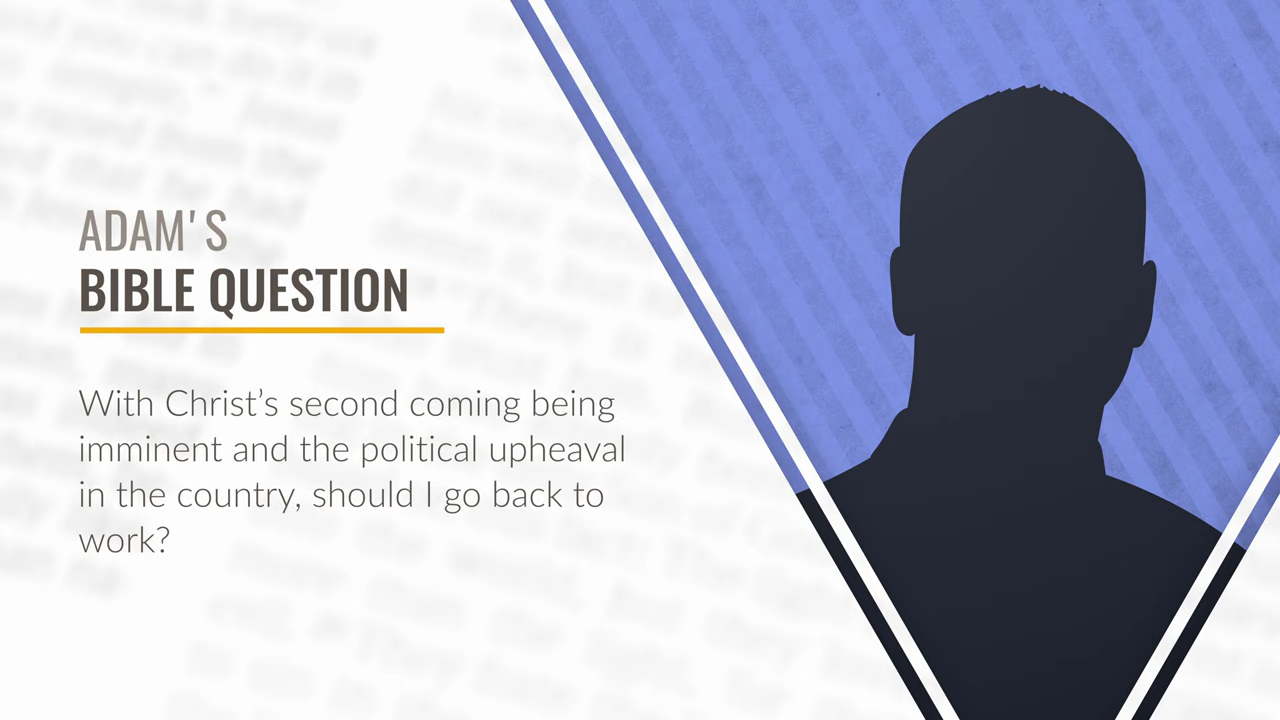 ADAM'S
BIBLE QUESTION
With Christ’s second coming being
imminent and the political upheaval
in the country, should I go back to
work?